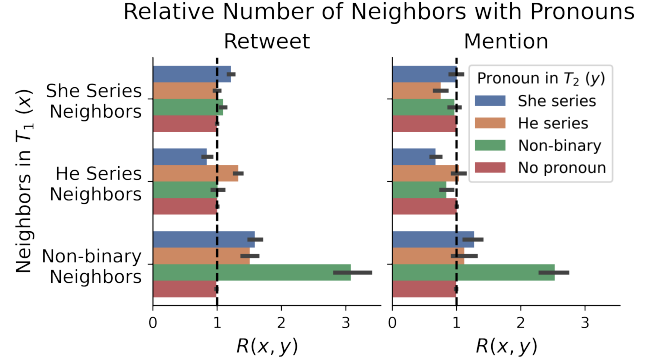 Relative Number of Neighbors with Pronouns
Retweet
Mention
Neighbors in T₁ (x)
She Series
Neighbors
He Series
Neighbors
Non-binary
Neighbors
Pronoun in T₂ (y)
She series
He series
Non-binary
No pronoun
0 1 2 3
0 1 2 3
R(x, y)
R(x, y)